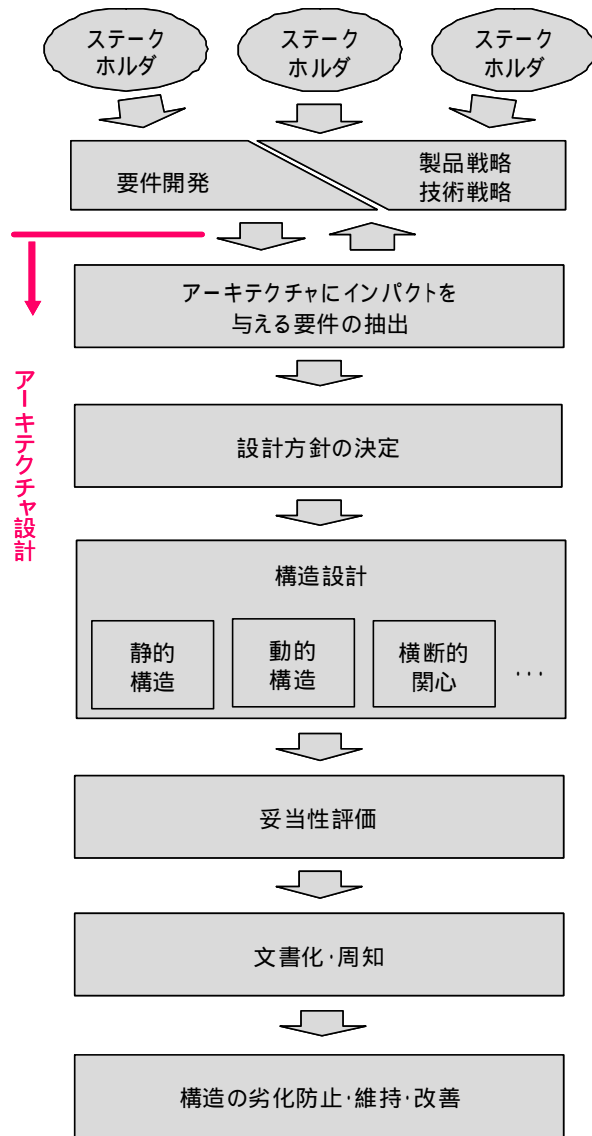 ステーク
ホルダ
ステーク
ホルダ
ステーク
ホルダ
要件開発
製品戦略
技術戦略
アーキテクチャにインパクトを
与える要件の抽出
アーキテクチャ設計
設計方針の決定
構造設計
静的
構造
動的
構造
横断的
関心
...
妥当性評価
文書化・周知
構造の劣化防止・維持・改善